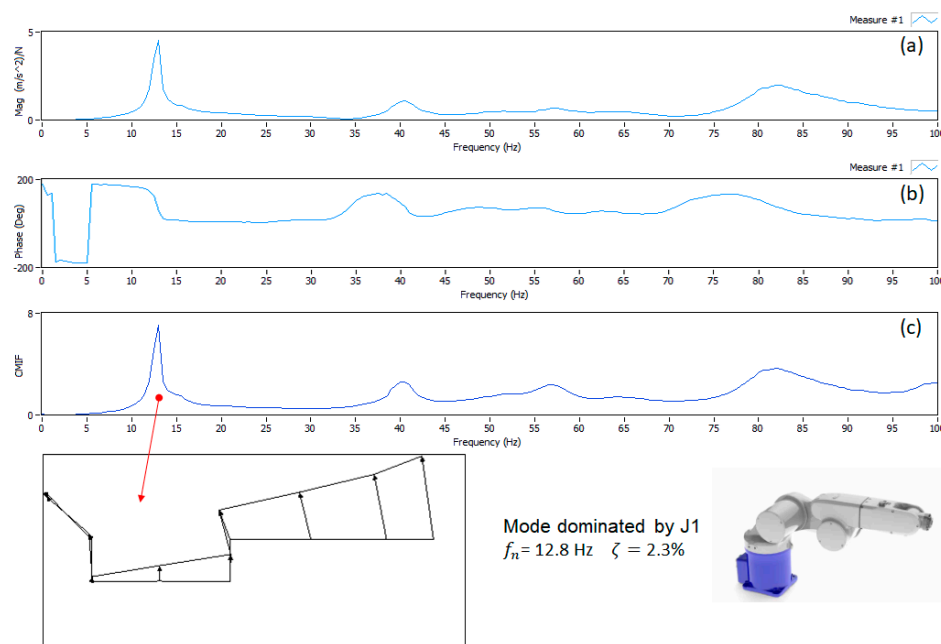 Measure #1
(a)
5
0
Mag (m/s^2)/N
0 5 10 15 20 25 30 35 40 45 50 55 60 65 70 75 80 85 90 95 100
Frequency (Hz)
Measure #1
(b)
200
-200
Phase (Deg)
0 5 10 15 20 25 30 35 40 45 50 55 60 65 70 75 80 85 90 95 100
Frequency (Hz)
(c)
8
0
CMIF
0 5 10 15 20 25 30 35 40 45 50 55 60 65 70 75 80 85 90 95 100
Frequency (Hz)
Mode dominated by J1
fₙ= 12.8 Hz ζ = 2.3%